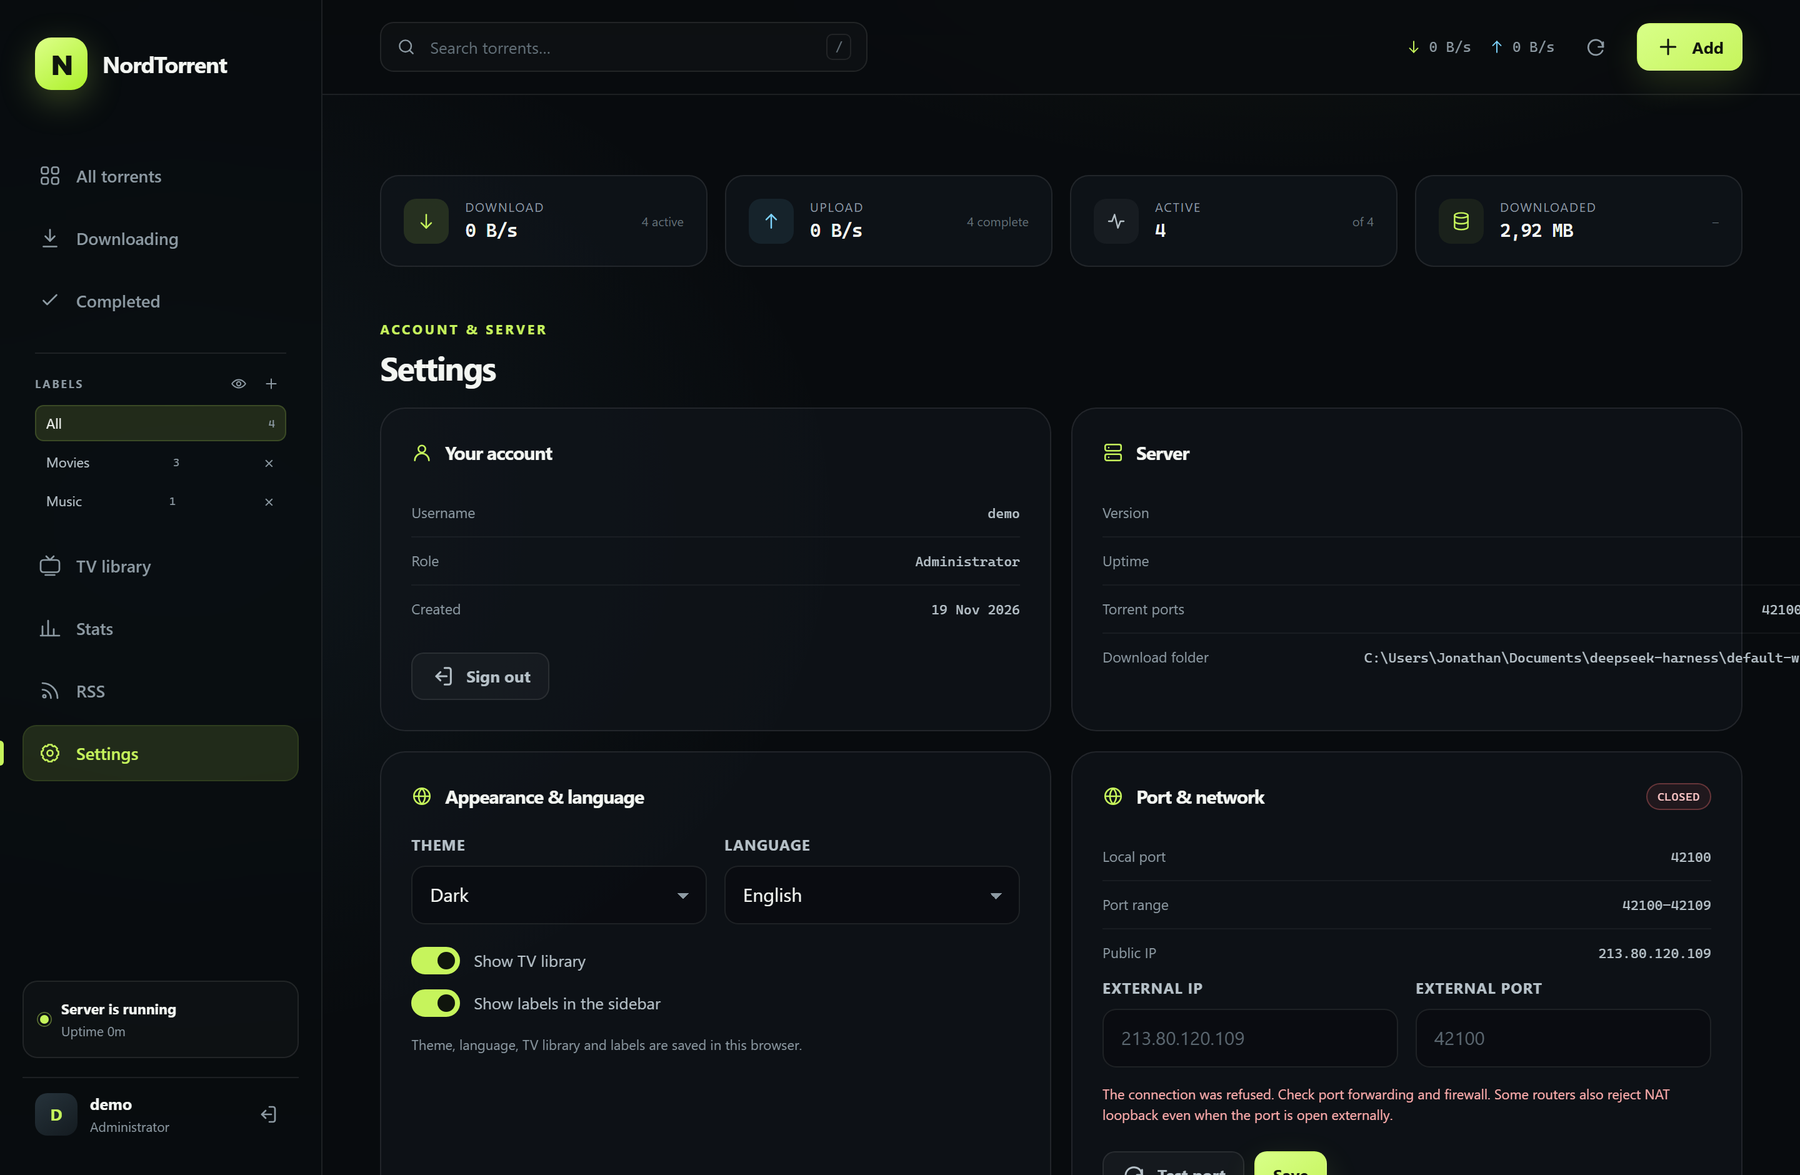 N NordTorrent
Search torrents... /
0 B/s 0 B/s
Add
All torrents
Downloading
Completed
LABELS
All 4
Movies 3
Music 1
TV library
Stats
RSS
Settings
Server is running
Uptime 0m
D demo
Administrator
DOWNLOAD
0 B/s
4 active
UPLOAD
0 B/s
4 complete
ACTIVE
4
of 4
DOWNLOADED
2,92 MB
–
ACCOUNT & SERVER
Settings
Your account
Username demo
Role Administrator
Created 19 Nov 2026
Sign out
Server
Version
Uptime
Torrent ports 42100
Download folder C:\Users\Jonathan\Documents\deepseek-harness\default-w
Appearance & language
THEME LANGUAGE
Dark English
Show TV library
Show labels in the sidebar
Theme, language, TV library and labels are saved in this browser.
Port & network CLOSED
Local port 42100
Port range 42100–42109
Public IP 213.80.120.109
EXTERNAL IP EXTERNAL PORT
213.80.120.109 42100
The connection was refused. Check port forwarding and firewall. Some routers also reject NAT
loopback even when the port is open externally.
Test port Save